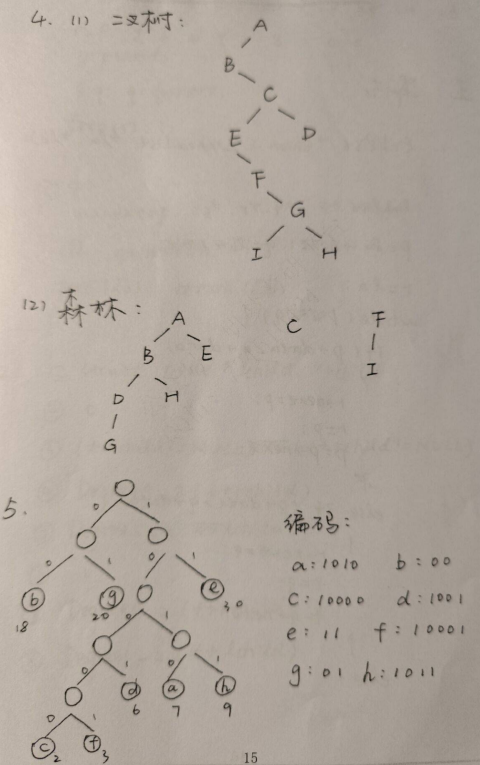 4. (1) 二叉树:
A
B
C
E D
F
G
I H
(2) 森林:
A C F
B E I
D H
G
5. 编码:
0 1
0 1 0 1
a:1010 b:00
b g e
18 20 30
c:10000 d:1001
0 1
e:11 f:10001
0 1 0 1
d a h
g:01 h:1011
6 7 9
0 1
c 2 f 3
15